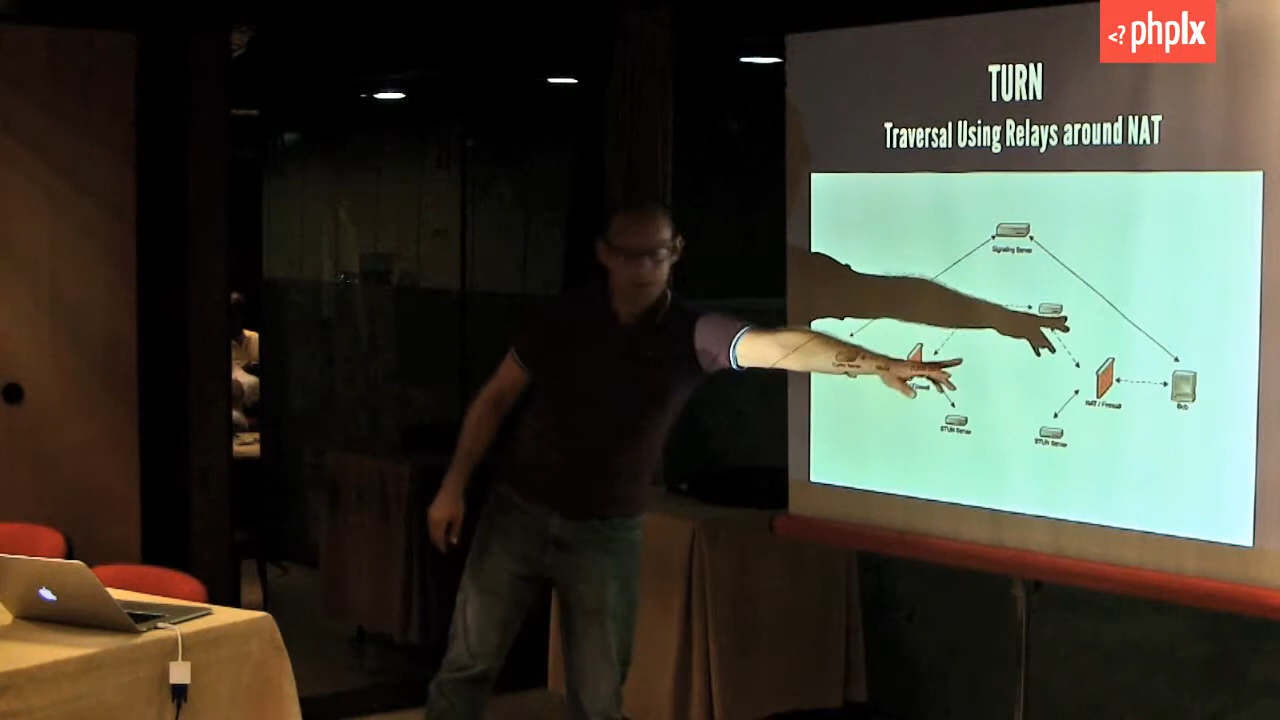 <? phplx
TURN
Traversal Using Relays around NAT
Signaling Server
NAT / Firewall
Bob
STUN Server
STUN Server